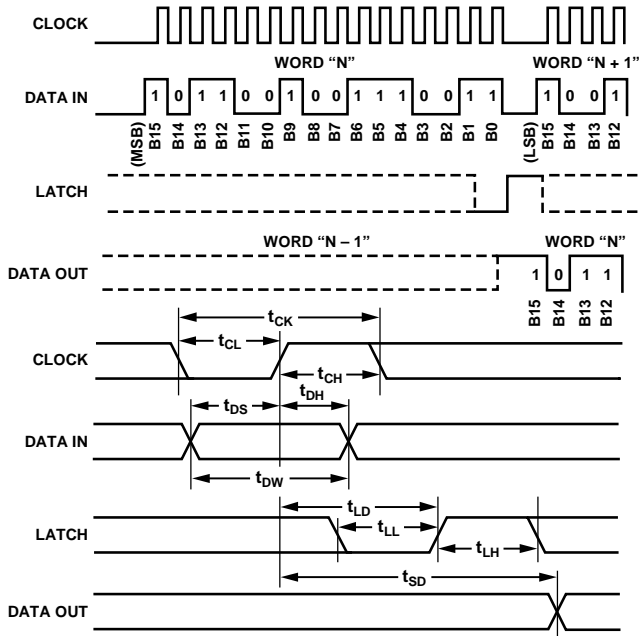 CLOCK
WORD “N” WORD “N + 1”
DATA IN 1 0 1 1 0 0 1 0 0 1 1 1 0 0 1 1 1 0 0 1
(MSB) B15 B14 B13 B12 B11 B10 B9 B8 B7 B6 B5 B4 B3 B2 B1 B0 (LSB) B15 B14 B13 B12
LATCH
WORD “N – 1” WORD “N”
DATA OUT 1 0 1 1
B15 B14 B13 B12
tCK
tCL
CLOCK
tCH
tDS tDH
DATA IN
tDW
tLD
tLL
LATCH
tLH
tSD
DATA OUT